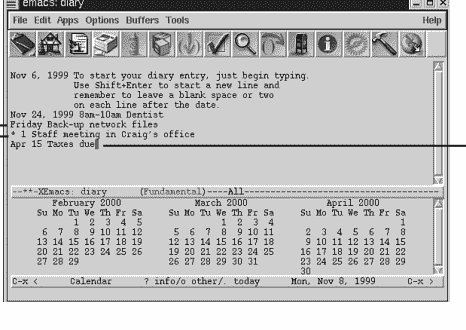 emacs: diary
File Edit Apps Options Buffers Tools Help
Nov 6, 1999 To start your diary entry, just begin typing.
Use Shift+Enter to start a new line and
remember to leave a blank space or two
on each line after the date.
Nov 24, 1999 8am-10am Dentist
Friday Back-up network files
* 1 Staff meeting in Craig's office
Apr 15 Taxes due
--**-XEmacs: diary (Fundamental)----All----
February 2000 March 2000 April 2000
Su Mo Tu We Th Fr Sa Su Mo Tu We Th Fr Sa Su Mo Tu We Th Fr Sa
1 2 3 4 5 1 2 3 4 1
6 7 8 9 10 11 12 5 6 7 8 9 10 11 2 3 4 5 6 7 8
13 14 15 16 17 18 19 12 13 14 15 16 17 18 9 10 11 12 13 14 15
20 21 22 23 24 25 26 19 20 21 22 23 24 25 16 17 18 19 20 21 22
27 28 29 26 27 28 29 30 31 23 24 25 26 27 28 29
30
C-x < Calendar ? info/o other/. today Mon, Nov 8, 1999 C-x >